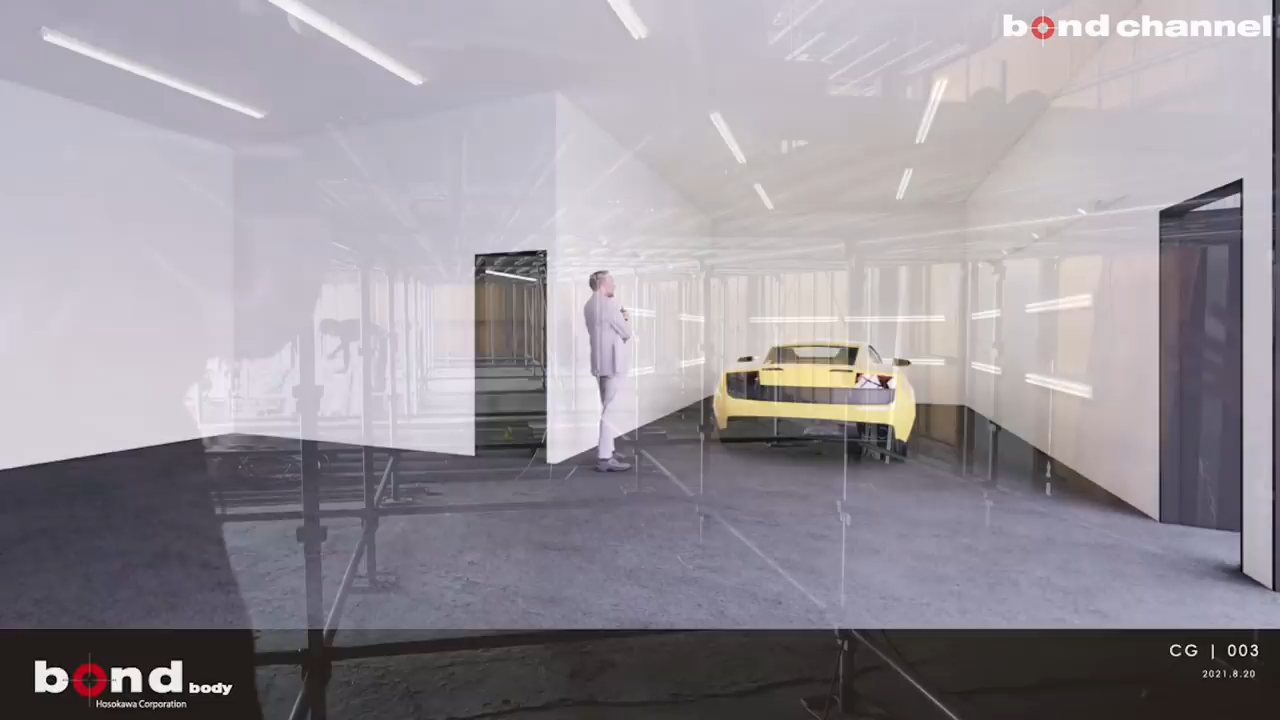 bond channel
CG | 003
2021.8.20
bond body
Hosokawa Corporation